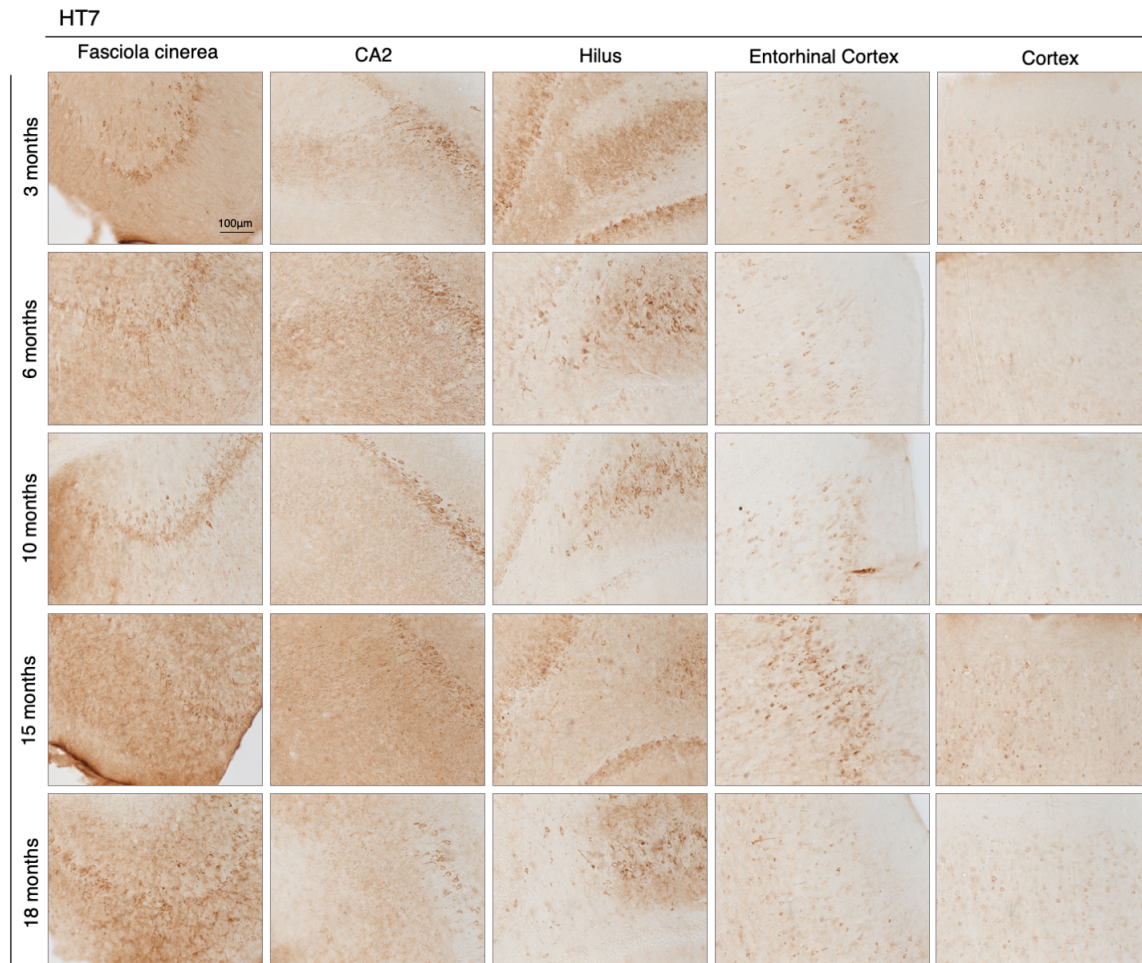 HT7
Fasciola cinerea
CA2
Hilus
Entorhinal Cortex
Cortex
3 months
100µm
6 months
10 months
15 months
18 months